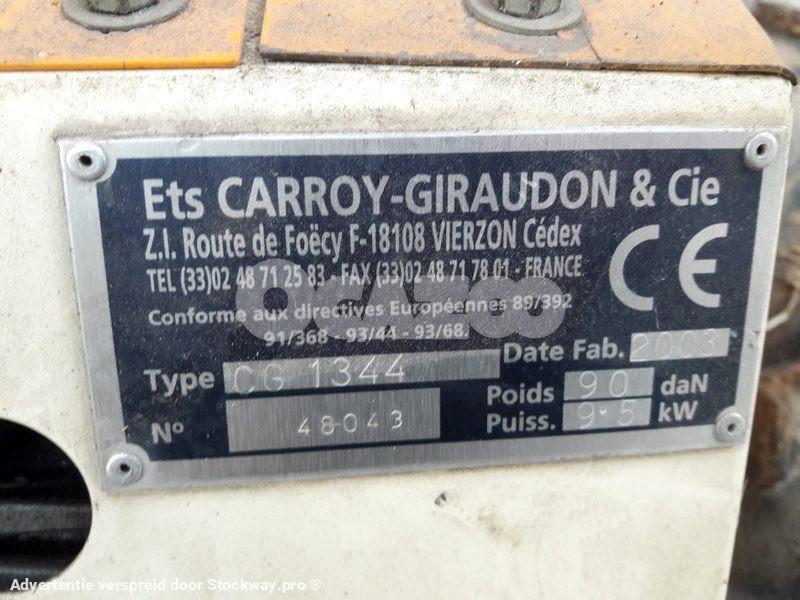 Ets CARROY-GIRAUDON & Cie
Z.I. Route de Foëcy F-18108 VIERZON Cédex
TEL (33)02 48 71 25 83 - FAX (33)02 48 71 78 01 - FRANCE
CE
Conforme aux directives Européennes 89/392
91/368 - 93/44 - 93/68.
OCAZOO
Date Fab. 2003
Type CG 1344
Poids 90 daN
N° 48043
Puiss. 9.5 kW
Advertentie verspreid door Stockway.pro ®